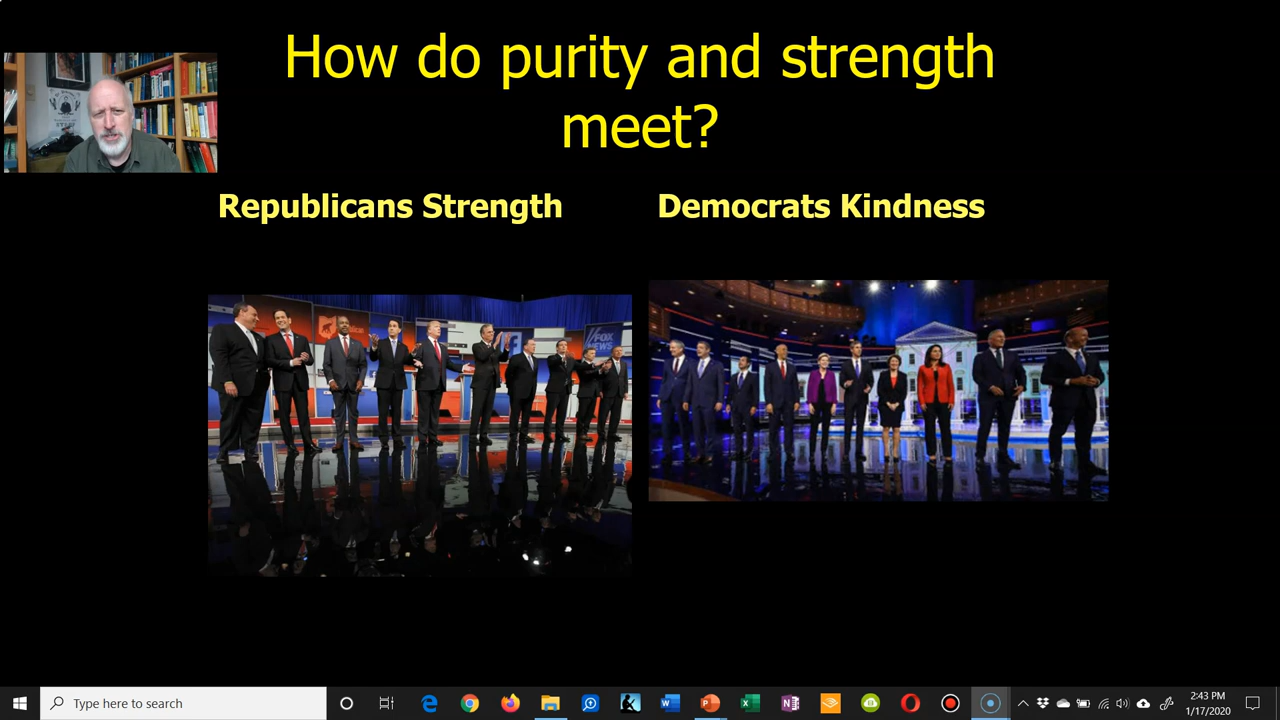 How do purity and strength
meet?
Republicans Strength
Democrats Kindness
FOX
NEWS
Type here to search
2:43 PM
1/17/2020